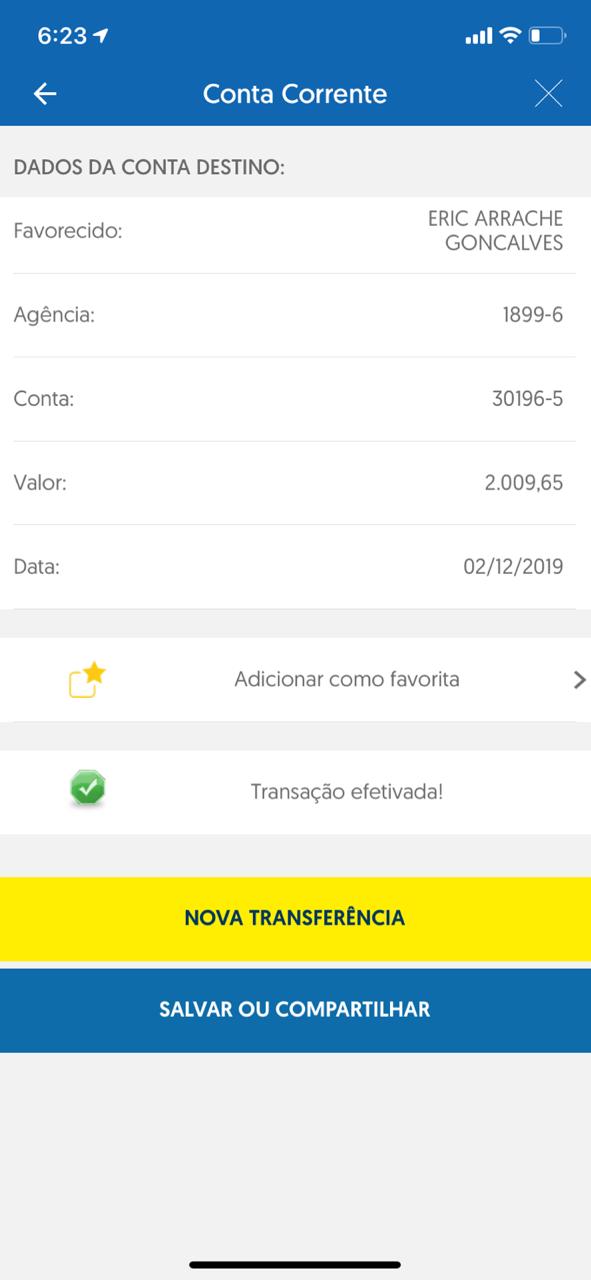 6:23
Conta Corrente
DADOS DA CONTA DESTINO:
Favorecido:
ERIC ARRACHE
GONCALVES
Agência:
1899-6
Conta:
30196-5
Valor:
2.009,65
Data:
02/12/2019
Adicionar como favorita
Transação efetivada!
NOVA TRANSFERÊNCIA
SALVAR OU COMPARTILHAR